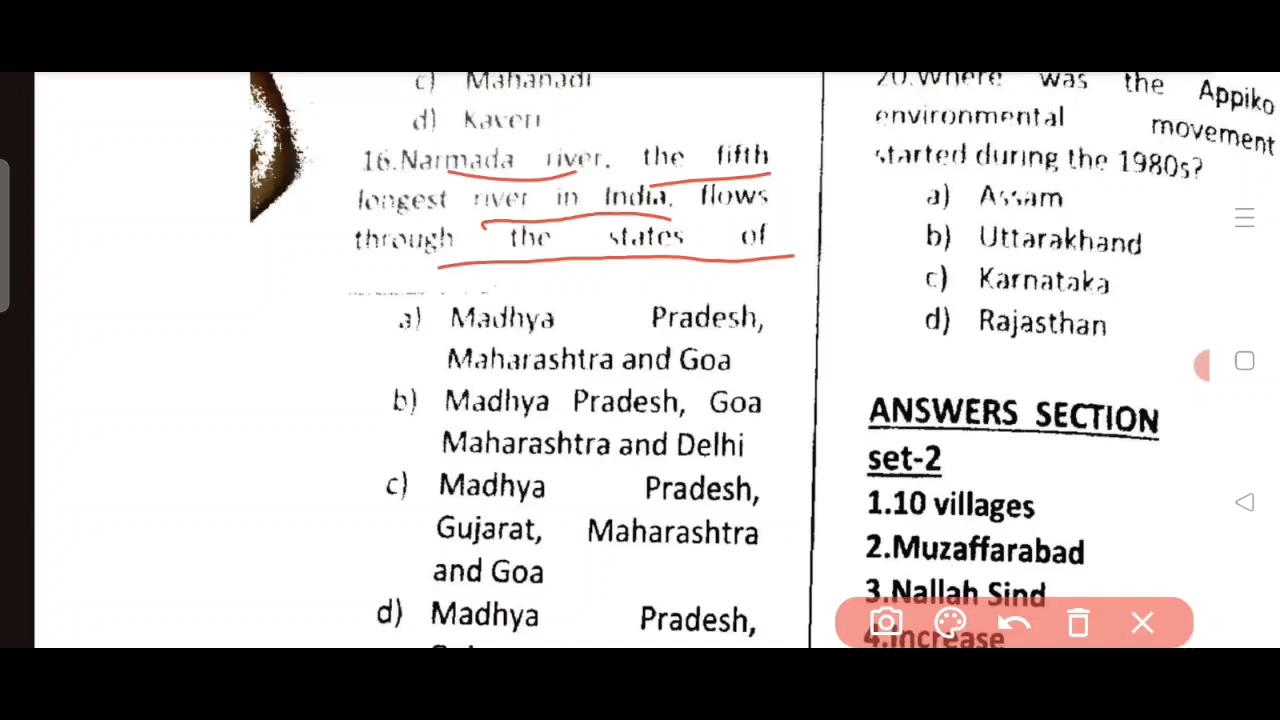 c) Mahanadi
d) Kaveri
16.Narmada river, the fifth
longest river in India, flows
through the states of
a) Madhya Pradesh,
Maharashtra and Goa
b) Madhya Pradesh, Goa
Maharashtra and Delhi
c) Madhya Pradesh,
Gujarat, Maharashtra
and Goa
d) Madhya Pradesh,
20.Where was the Appiko
environmental movement
started during the 1980s?
a) Assam
b) Uttarakhand
c) Karnataka
d) Rajasthan
ANSWERS SECTION
set-2
1.10 villages
2.Muzaffarabad
3.Nallah Sind
4.Increase